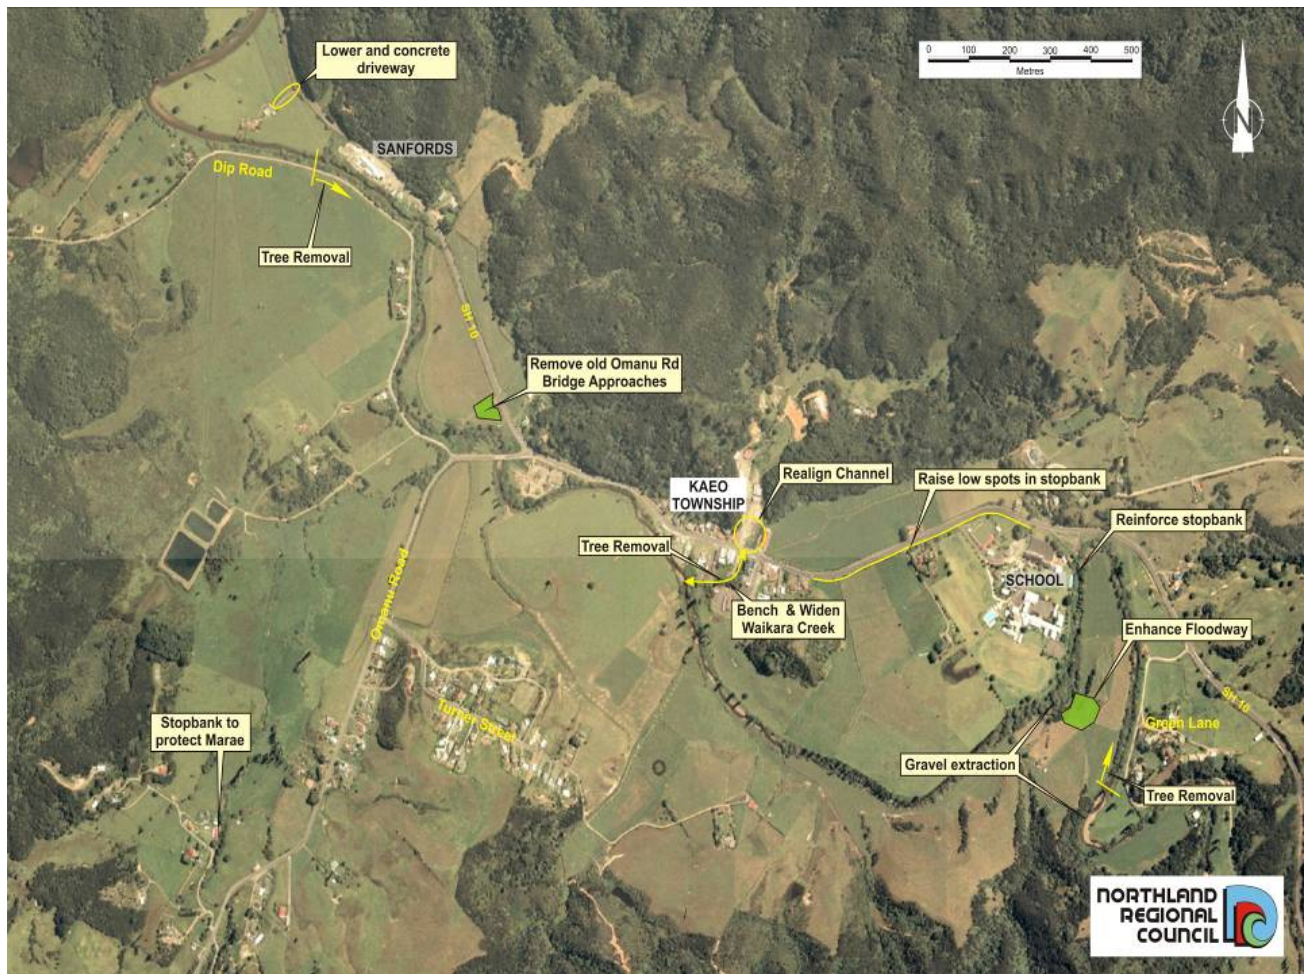 Lower and concrete
driveway
0 100 200 300 400 500
Metres
N
SANFORDS
Dip Road
Tree Removal
SH 10
Remove old Omanu Rd
Bridge Approaches
KAEO
TOWNSHIP
Realign Channel
Raise low spots in stopbank
Reinforce stopbank
Tree Removal
SCHOOL
Bench & Widen
Waikara Creek
Omanu Road
Enhance Floodway
Turner Street
SH 10
Green Lane
Stopbank to
protect Marae
Gravel extraction
Tree Removal
NORTHLAND
REGIONAL
COUNCIL